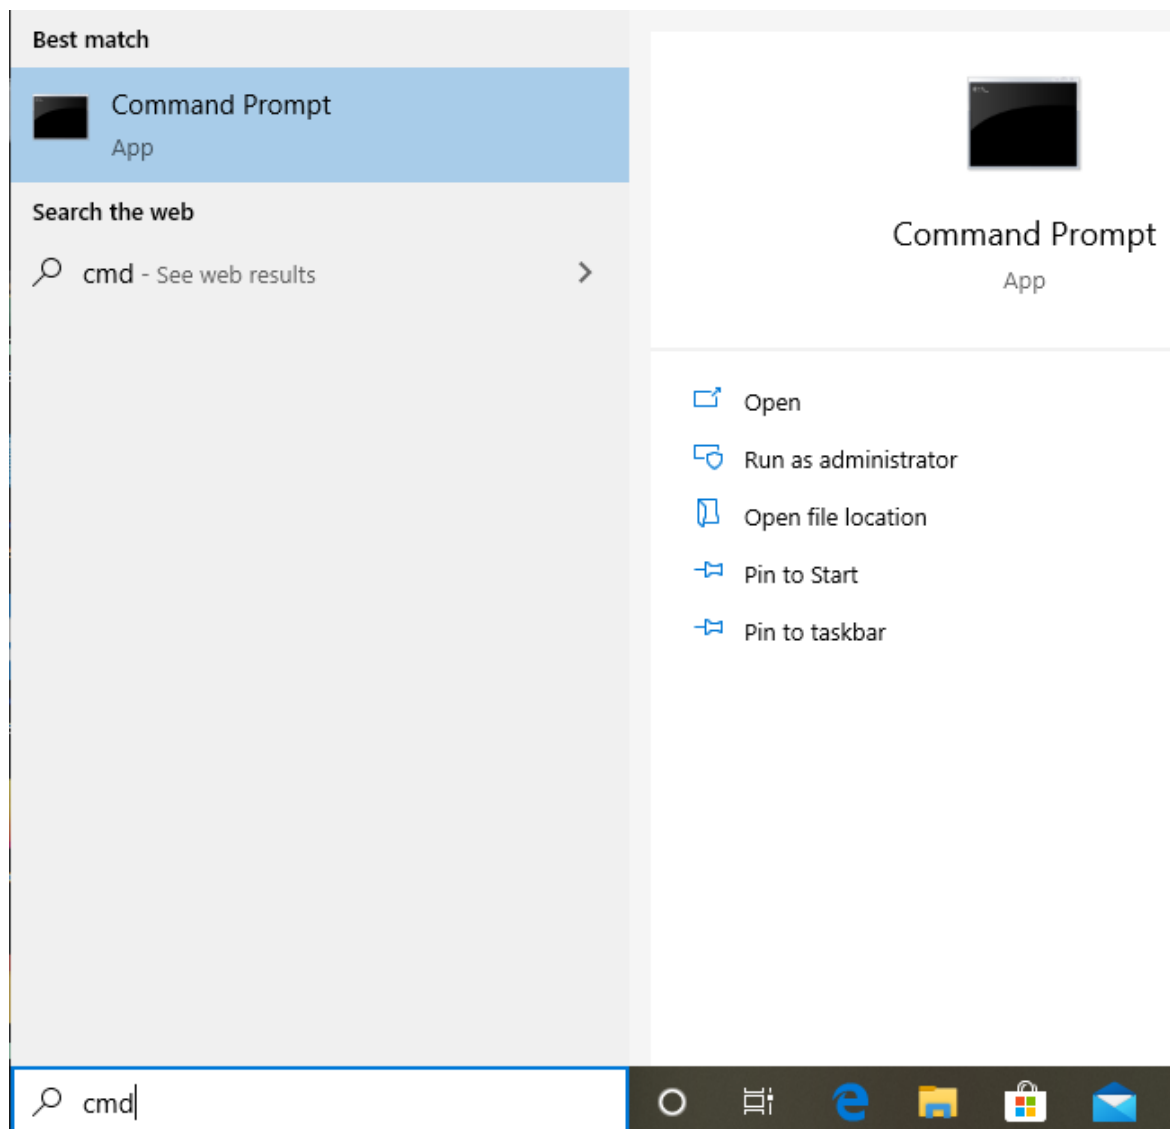 Best match
Command Prompt
App
Search the web
cmd - See web results
cmd
Command Prompt
App
Open
Run as administrator
Open file location
Pin to Start
Pin to taskbar